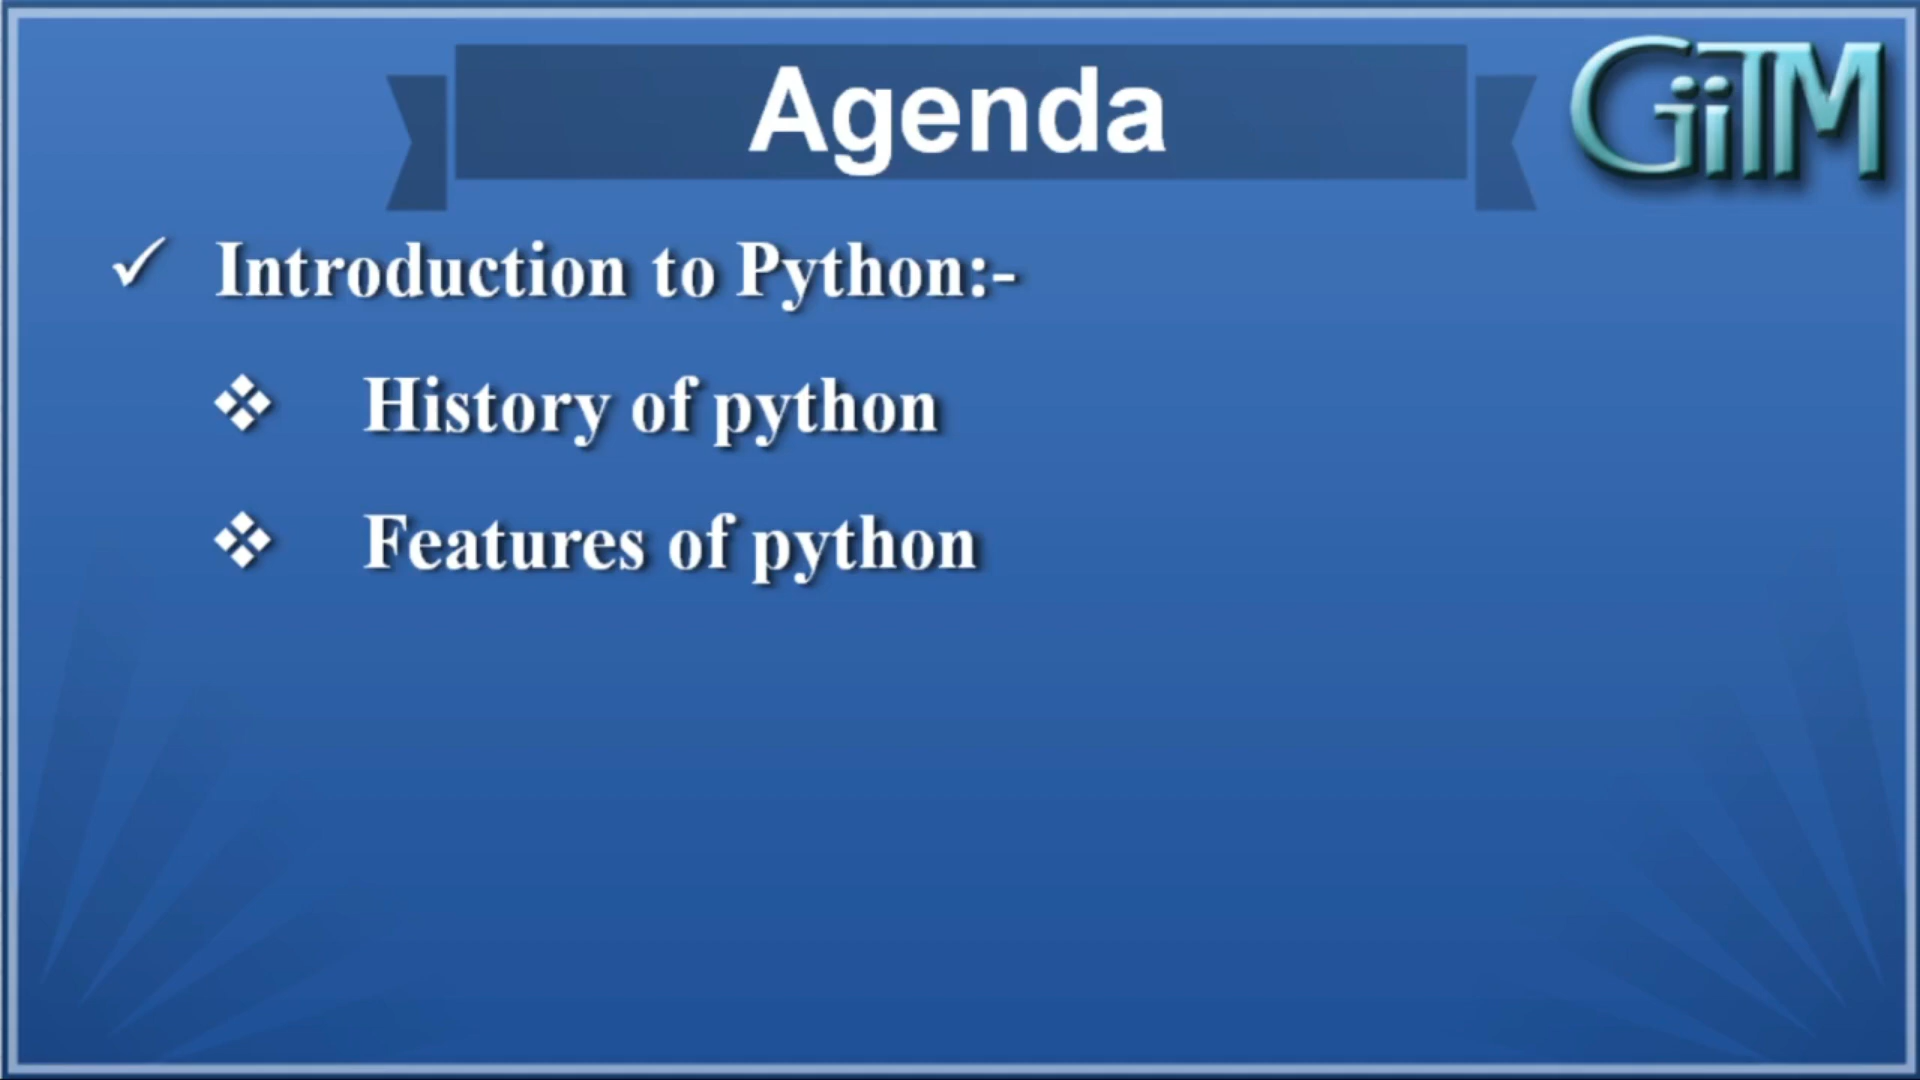 Agenda
GiiTM
✓ Introduction to Python:-
❖ History of python
❖ Features of python